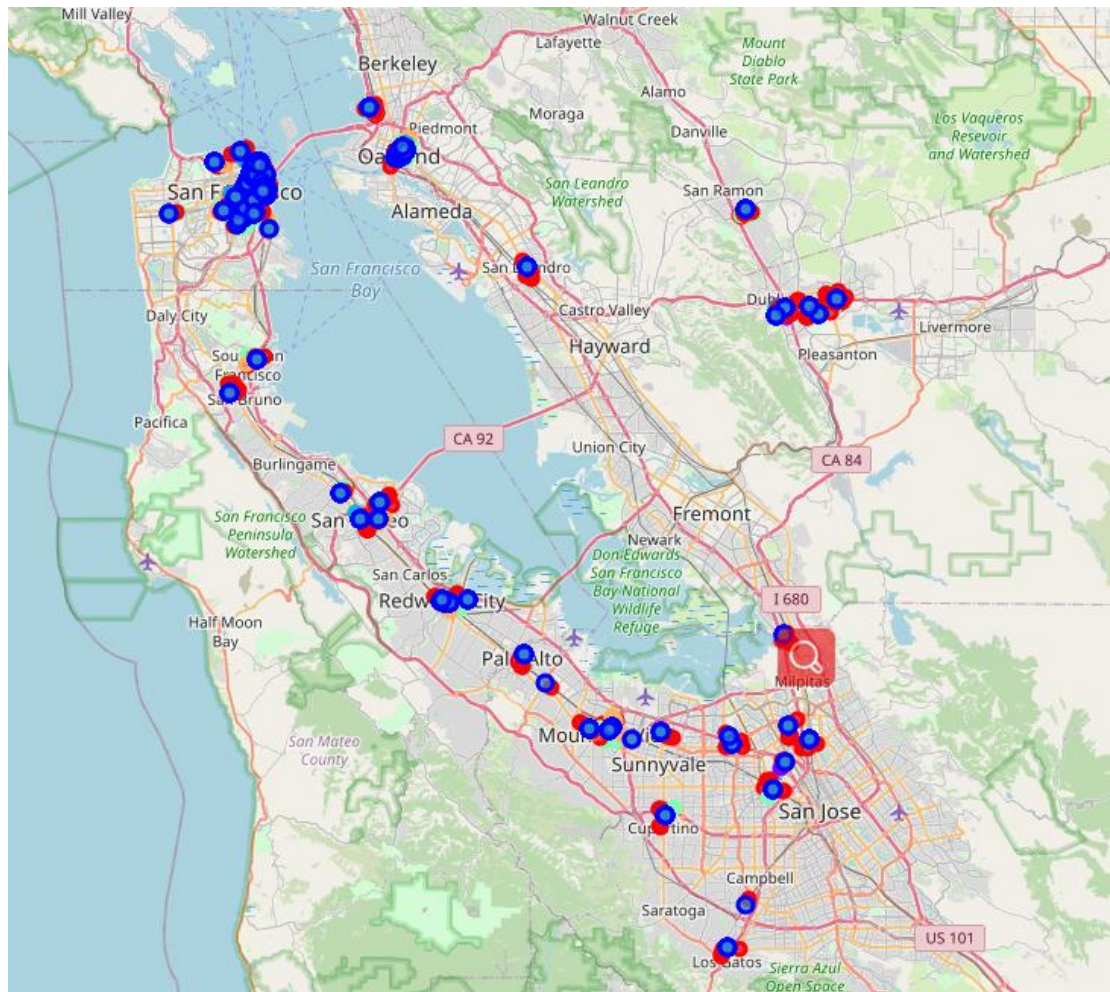 Mill Valley
Walnut Creek
Lafayette
Berkeley
Mount
Diablo
State Park
Alamo
Moraga
Los Vaqueros
Resevoir
and Watershed
Piedmont
Danville
San Leandro
Watershed
San Ramon
Alameda
San Francisco
Bay
Castro Valley
Daly City
Livermore
Hayward
Pleasanton
Pacifica
CA 92
Union City
CA 84
Burlingame
San Francisco
Peninsula
Watershed
Fremont
Newark
Don Edwards
San Francisco
Bay National
Wildlife
Refuge
San Carlos
I 680
Half Moon
Bay
Milpitas
San Mateo
County
Sunnyvale
San Jose
Campbell
Saratoga
US 101
Sierra Azul
Open Space